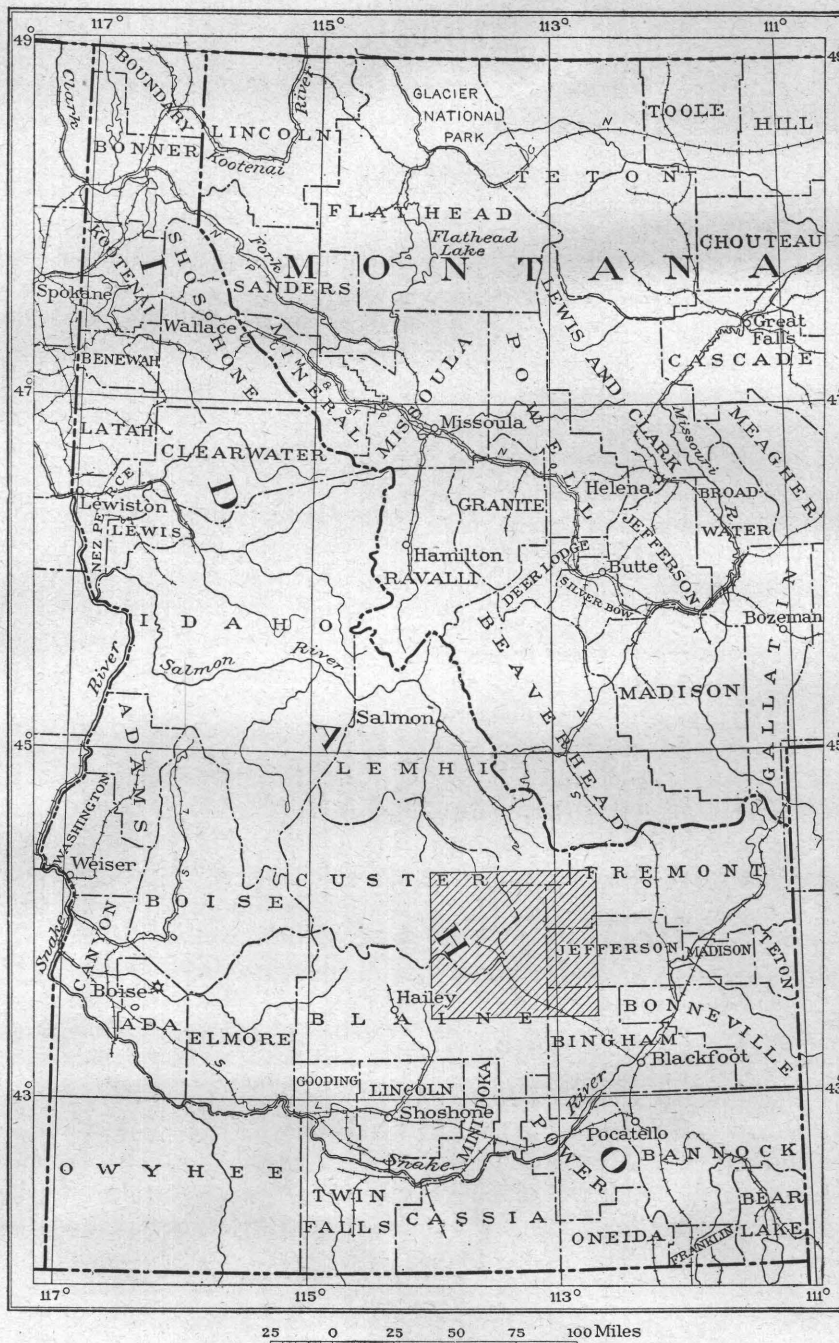 117° 115° 113° 111°
49°
BOUNDARY
Clark
River
LINCOLN
BONNER
Kootenai
GLACIER
NATIONAL
PARK
TOOLE
HILL
G N
TETON
FLATHEAD
Flathead
Lake
CHOUTEAU
KOOTENAI
SHOSHONE
N P
Fork
MONTANA
SANDERS
Spokane
Wallace
MINERAL
MISSOULA
POWELL
LEWIS AND CLARK
Great
Falls
CASCADE
BENEWAH
47°
LATAH
CLEARWATER
Missoula
Missouri R
MEAGHER
NEZ PERCE
Lewiston
LEWIS
GRANITE
Helena
BROAD
WATER
JEFFERSON
Hamilton
RAVALLI
DEER LODGE
Butte
SILVER BOW
Bozeman
IDAHO
Salmon River
River
BEAVERHEAD
MADISON
GALLATIN
ADAMS
Salmon
45°
LEMHI
WASHINGTON
Weiser
CUSTER
FREMONT
BOISE
CANYON
Snake
JEFFERSON
MADISON
TETON
Boise
Hailey
BONNEVILLE
ADA
ELMORE
BLAINE
BINGHAM
Blackfoot
GOODING
LINCOLN
MINIDOKA
43°
Shoshone
River
Snake
POWER
Pocatello
BANNOCK
OWYHEE
TWIN
FALLS
CASSIA
ONEIDA
FRANKLIN
BEAR
LAKE
IDAHO
117° 115° 113° 111°
25 0 25 50 75 100 Miles